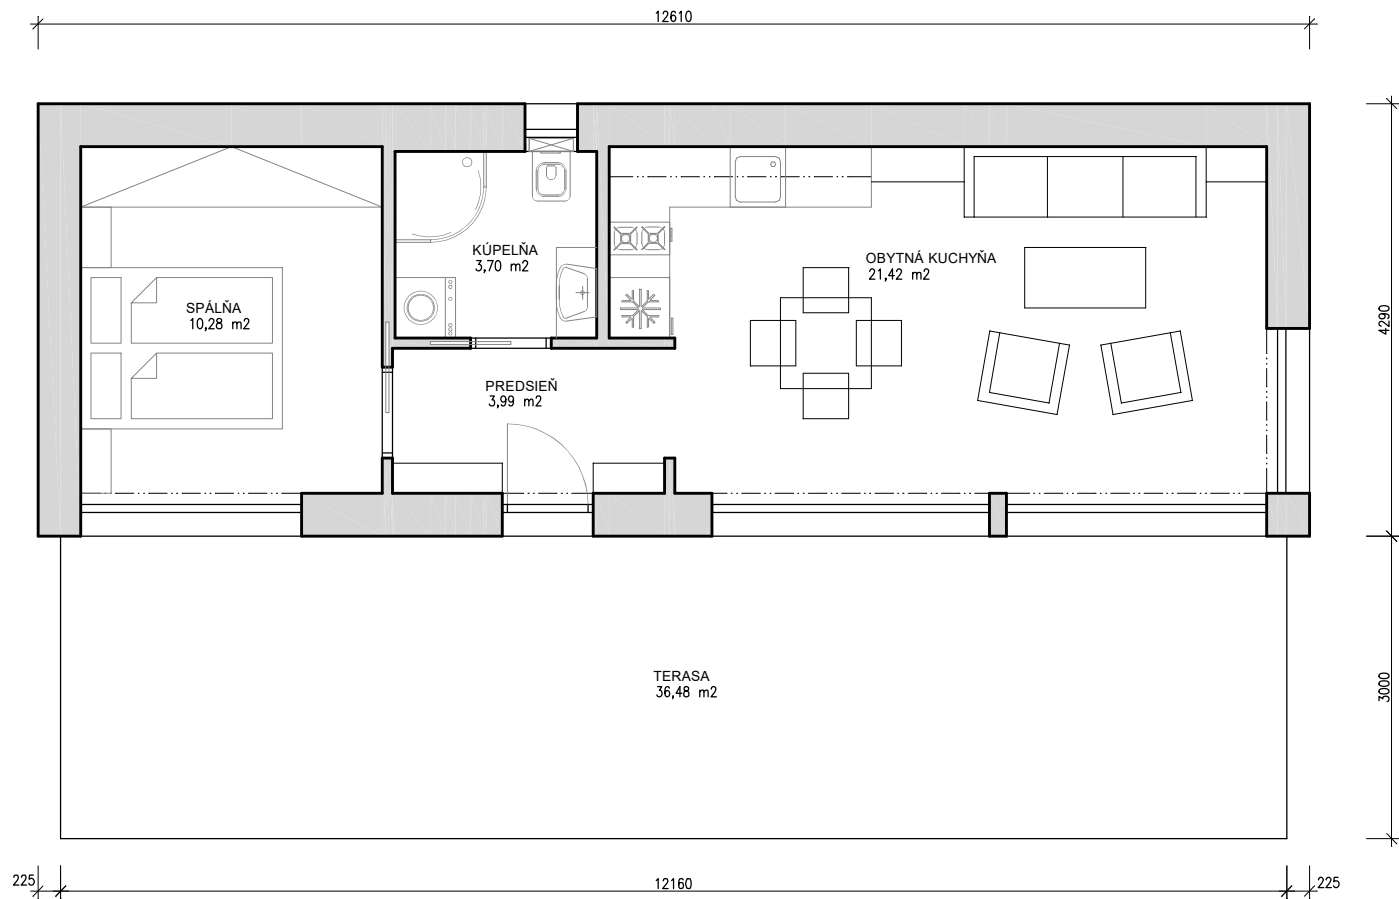 12610
KÚPELŇA
3,70 m2
OBYTNÁ KUCHYŇA
21,42 m2
SPÁLŇA
10,28 m2
4290
PREDSIEŇ
3,99 m2
TERASA
36,48 m2
3000
225
12160
225